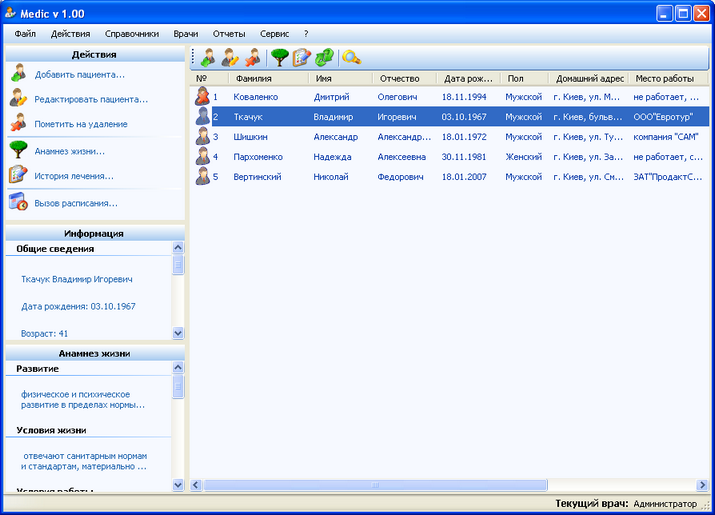 Medic v 1.00
Файл Действия Справочники Врачи Отчеты Сервис ?
Действия
Добавить пациента...
Редактировать пациента...
Пометить на удаление
Анамнез жизни...
История лечения...
Вызов расписания...
Информация
Общие сведения
Ткачук Владимир Игоревич
Дата рождения: 03.10.1967
Возраст: 41
Анамнез жизни
Развитие
физическое и психическое
развитие в пределах нормы...
Условия жизни
отвечают санитарным нормам
и стандартам, материально ...
Условия работы
№ Фамилия Имя Отчество Дата рож... Пол Домашний адрес Место работы
1 Коваленко Дмитрий Олегович 18.11.1994 Мужской г. Киев, ул. М... не работает, ...
2 Ткачук Владимир Игоревич 03.10.1967 Мужской г. Киев, бульв... ООО"Евротур"
3 Шишкин Александр Александр... 18.01.1972 Мужской г. Киев, ул. Ту... компания "САМ"
4 Пархоменко Надежда Алексеевна 30.11.1981 Женский г. Киев, ул. За... не работает, с...
5 Вертинский Николай Федорович 18.01.2007 Мужской г. Киев, ул. См... ЗАТ"ПродактС...
Текущий врач: Администратор